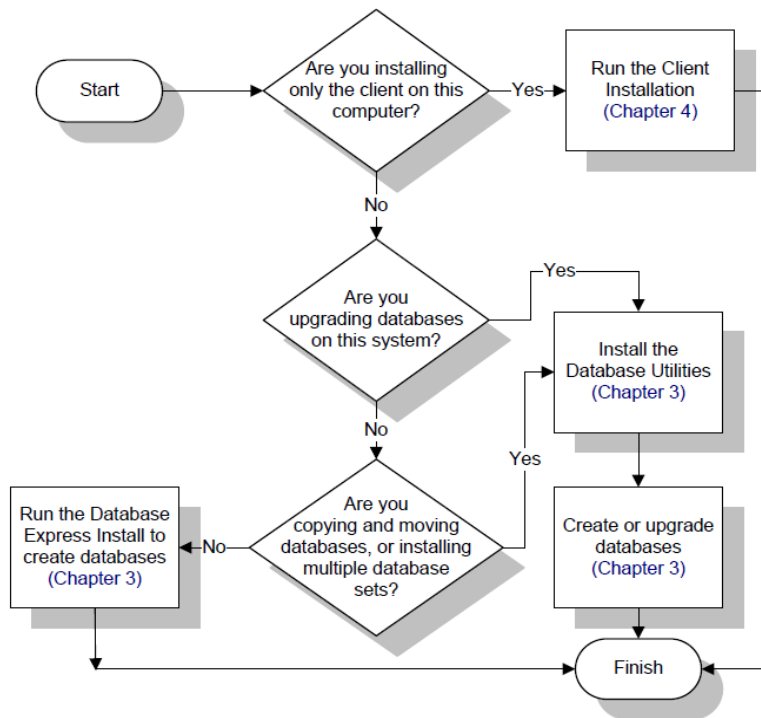 Start
Are you installing
only the client on this
computer?
Yes
Run the Client
Installation
(Chapter 4)
No
Are you
upgrading databases
on this system?
Yes
Install the
Database Utilities
(Chapter 3)
No
Yes
Are you
copying and moving
databases, or installing
multiple database
sets?
No
Run the Database
Express Install to
create databases
(Chapter 3)
Create or upgrade
databases
(Chapter 3)
Finish